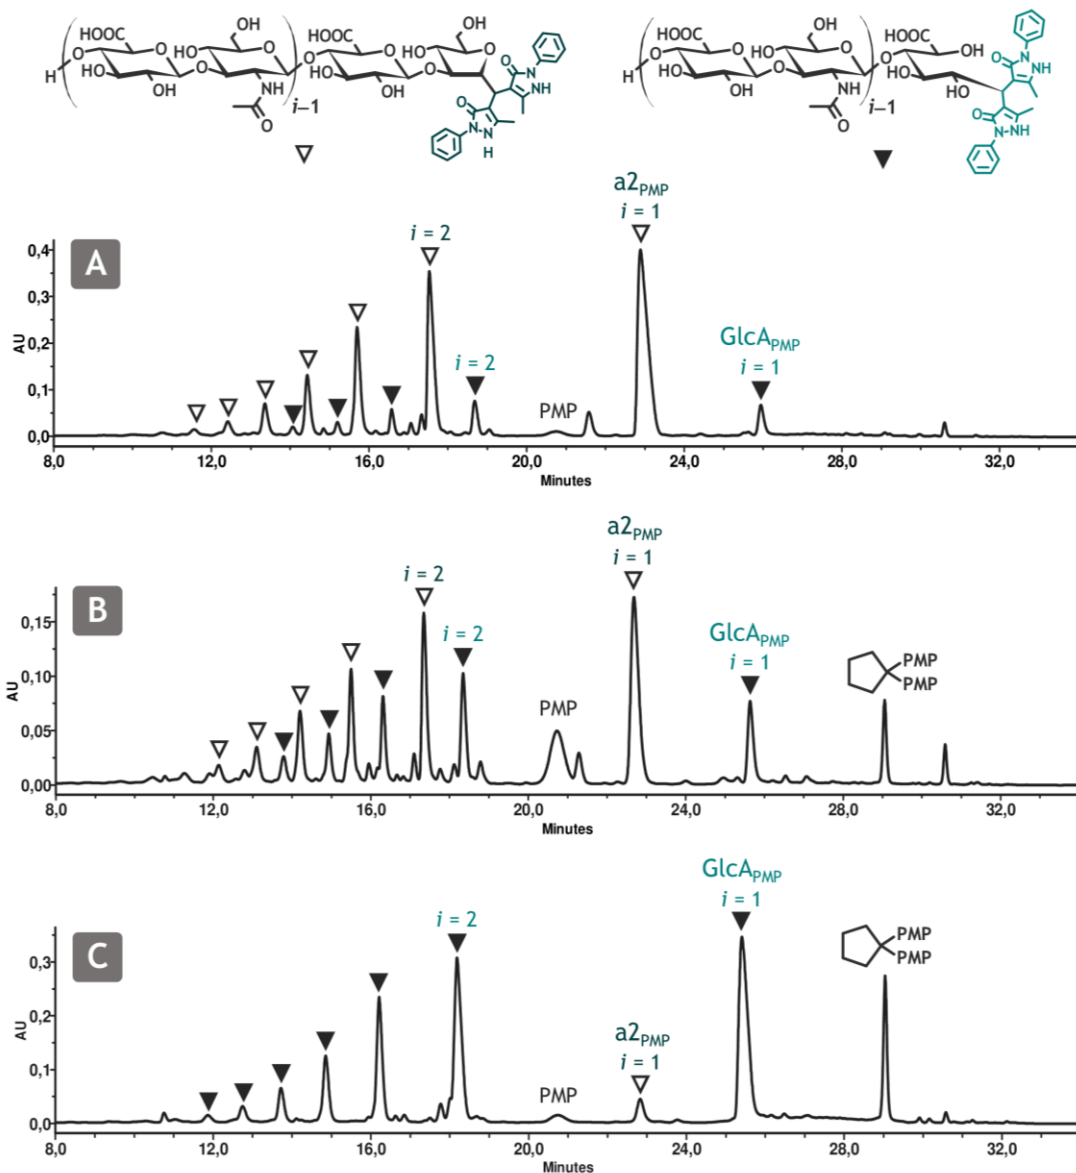 OH
OH
HOOC
O
HO
O
HOOC
HO
O
HO
O
H
O
HO
OH
NH
O
i–1
HO
OH
O
O
O
N
NH
O
N
N
H
OH
HOOC
O
HO
O
HOOC
OH
H
O
HO
OH
O
NH
O
i–1
O
HO
HO
O
N
NH
O
N
NH
A
a2PMP
i = 1
i = 2
GlcAPMP
i = 1
i = 2
PMP
0,4
0,3
0,2
0,1
0,0
AU
8,0 12,0 16,0 20,0 24,0 28,0 32,0
Minutes
B
a2PMP
i = 1
i = 2
GlcAPMP
i = 1
i = 2
PMP
PMP
PMP
0,15
0,10
0,05
0,00
AU
8,0 12,0 16,0 20,0 24,0 28,0 32,0
Minutes
C
GlcAPMP
i = 1
i = 2
PMP
PMP
a2PMP
i = 1
PMP
0,3
0,2
0,1
0,0
AU
8,0 12,0 16,0 20,0 24,0 28,0 32,0
Minutes